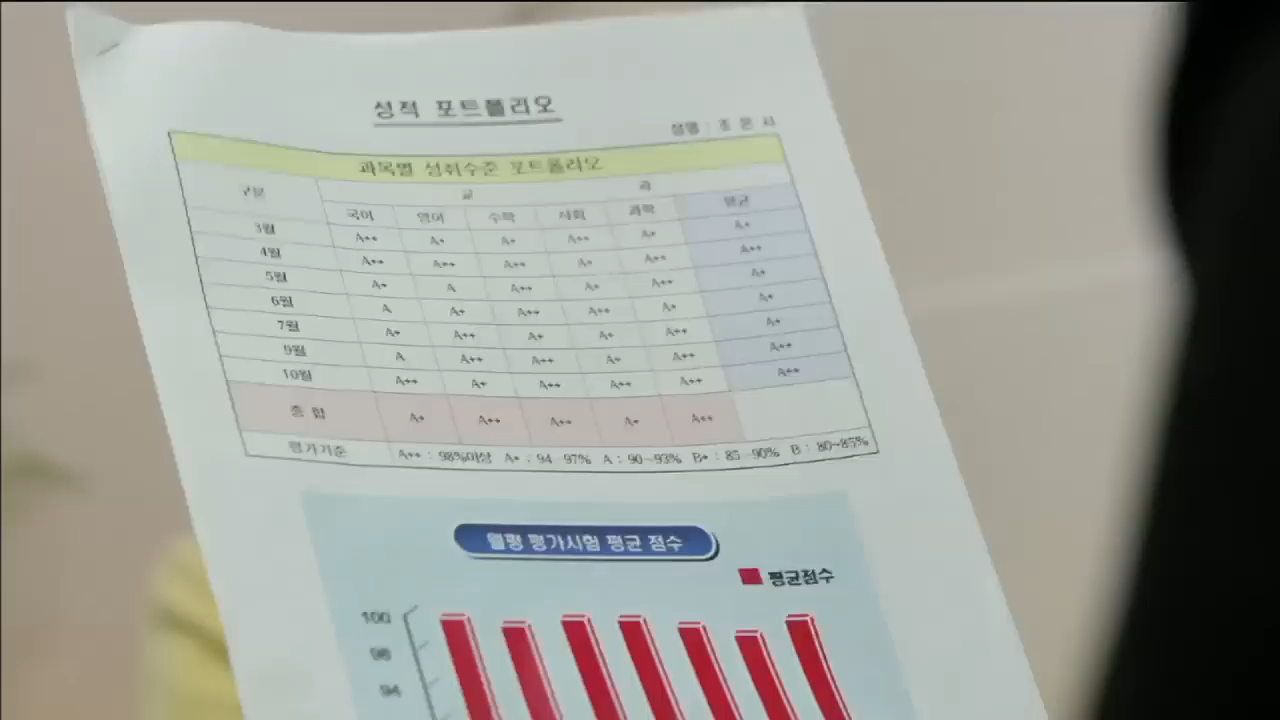 성적 포트폴리오
성명 : 조 은 사
과목별 성취수준 포트폴리오
구분 교 과 평균
국어 영어 수학 사회 과학
3월 A++ A+ A+ A++ A+ A+
4월 A++ A++ A++ A+ A++ A++
5월 A+ A A++ A+ A++ A+
6월 A A+ A++ A++ A+ A+
7월 A+ A++ A+ A+ A++ A+
9월 A A++ A++ A+ A++ A++
10월 A++ A+ A++ A++ A++ A++
종 합 A+ A++ A++ A+ A++
평가기준 A++ : 98%이상 A+ : 94~97% A : 90~93% B+ : 85~90% B : 80~85%
월평 평가시험 평균 점수
평균점수
100
98
94